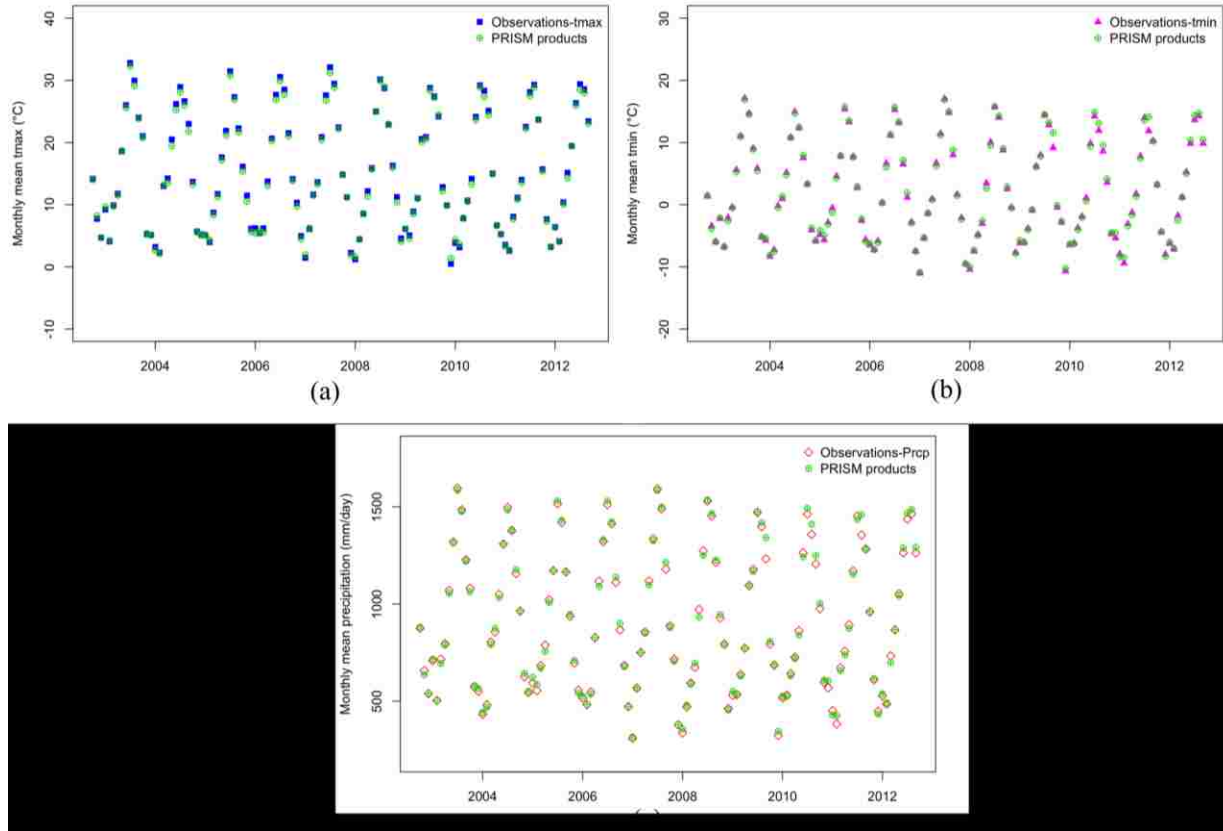 Observations-tmax
PRISM products
Monthly mean tmax (°C)
40
30
20
10
0
-10
2004
2006
2008
2010
2012
(a)
Observations-tmin
PRISM products
Monthly mean tmin (°C)
30
20
10
0
-10
-20
2004
2006
2008
2010
2012
(b)
Observations-Prcp
PRISM products
Monthly mean precipitation (mm/day)
1500
1000
500
2004
2006
2008
2010
2012